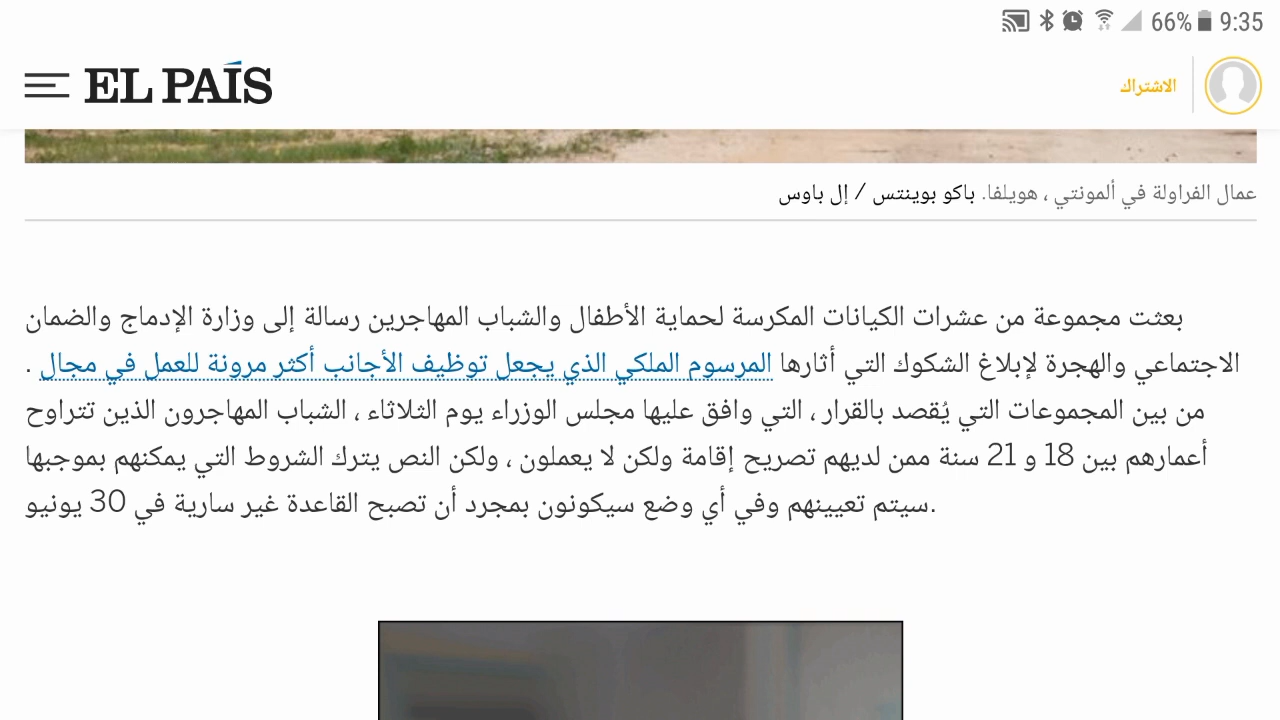 66% 9:35
EL PAÍS
الاشتراك
عمال الفراولة في ألمونتي ، هويلفا. باكو بوينتس / إل باوس
بعثت مجموعة من عشرات الكيانات المكرسة لحماية الأطفال والشباب المهاجرين رسالة إلى وزارة الإدماج والضمان
الاجتماعي والهجرة لإبلاغ الشكوك التي أثارها المرسوم الملكي الذي يجعل توظيف الأجانب أكثر مرونة للعمل في مجال .
من بين المجموعات التي يُقصد بالقرار ، التي وافق عليها مجلس الوزراء يوم الثلاثاء ، الشباب المهاجرون الذين تتراوح
أعمارهم بين 18 و 21 سنة ممن لديهم تصريح إقامة ولكن لا يعملون ، ولكن النص يترك الشروط التي يمكنهم بموجبها
سيتم تعيينهم وفي أي وضع سيكونون بمجرد أن تصبح القاعدة غير سارية في 30 يونيو.